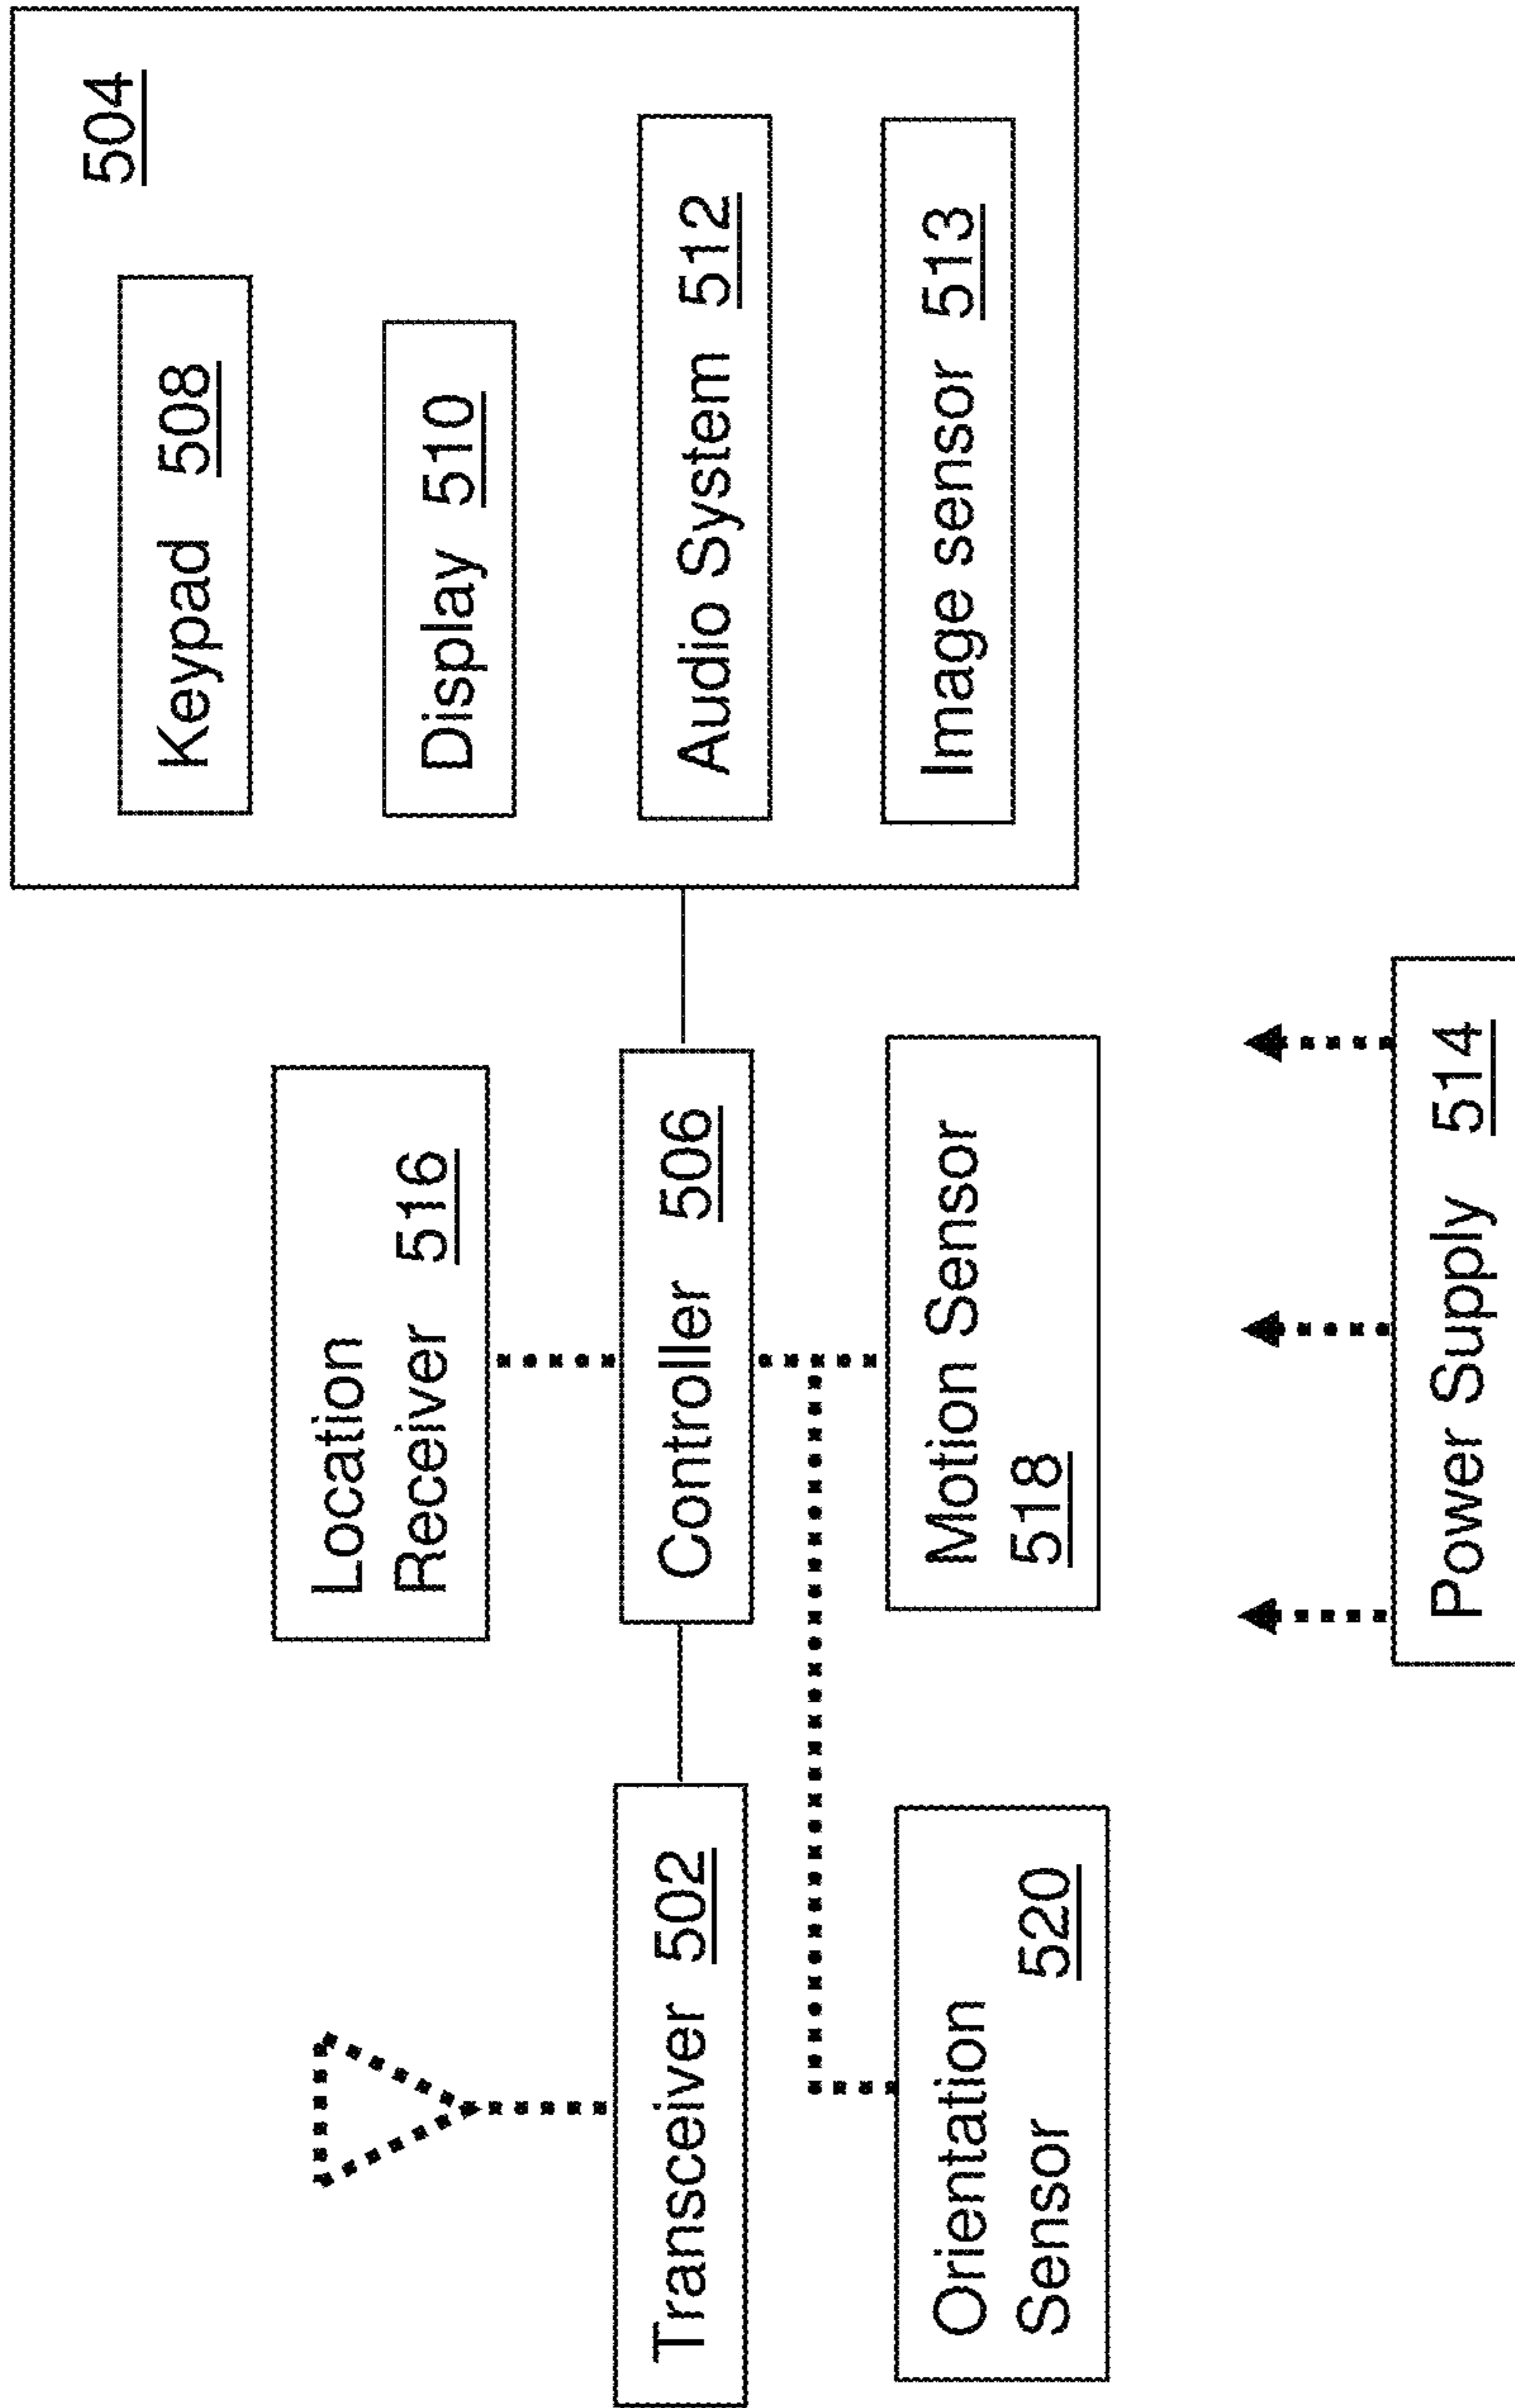 504
Keypad 508
Display 510
Audio System 512
Image sensor 513
Location
Receiver 516
Controller 506
Motion Sensor
518
Transceiver 502
Orientation
Sensor 520
Power Supply 514